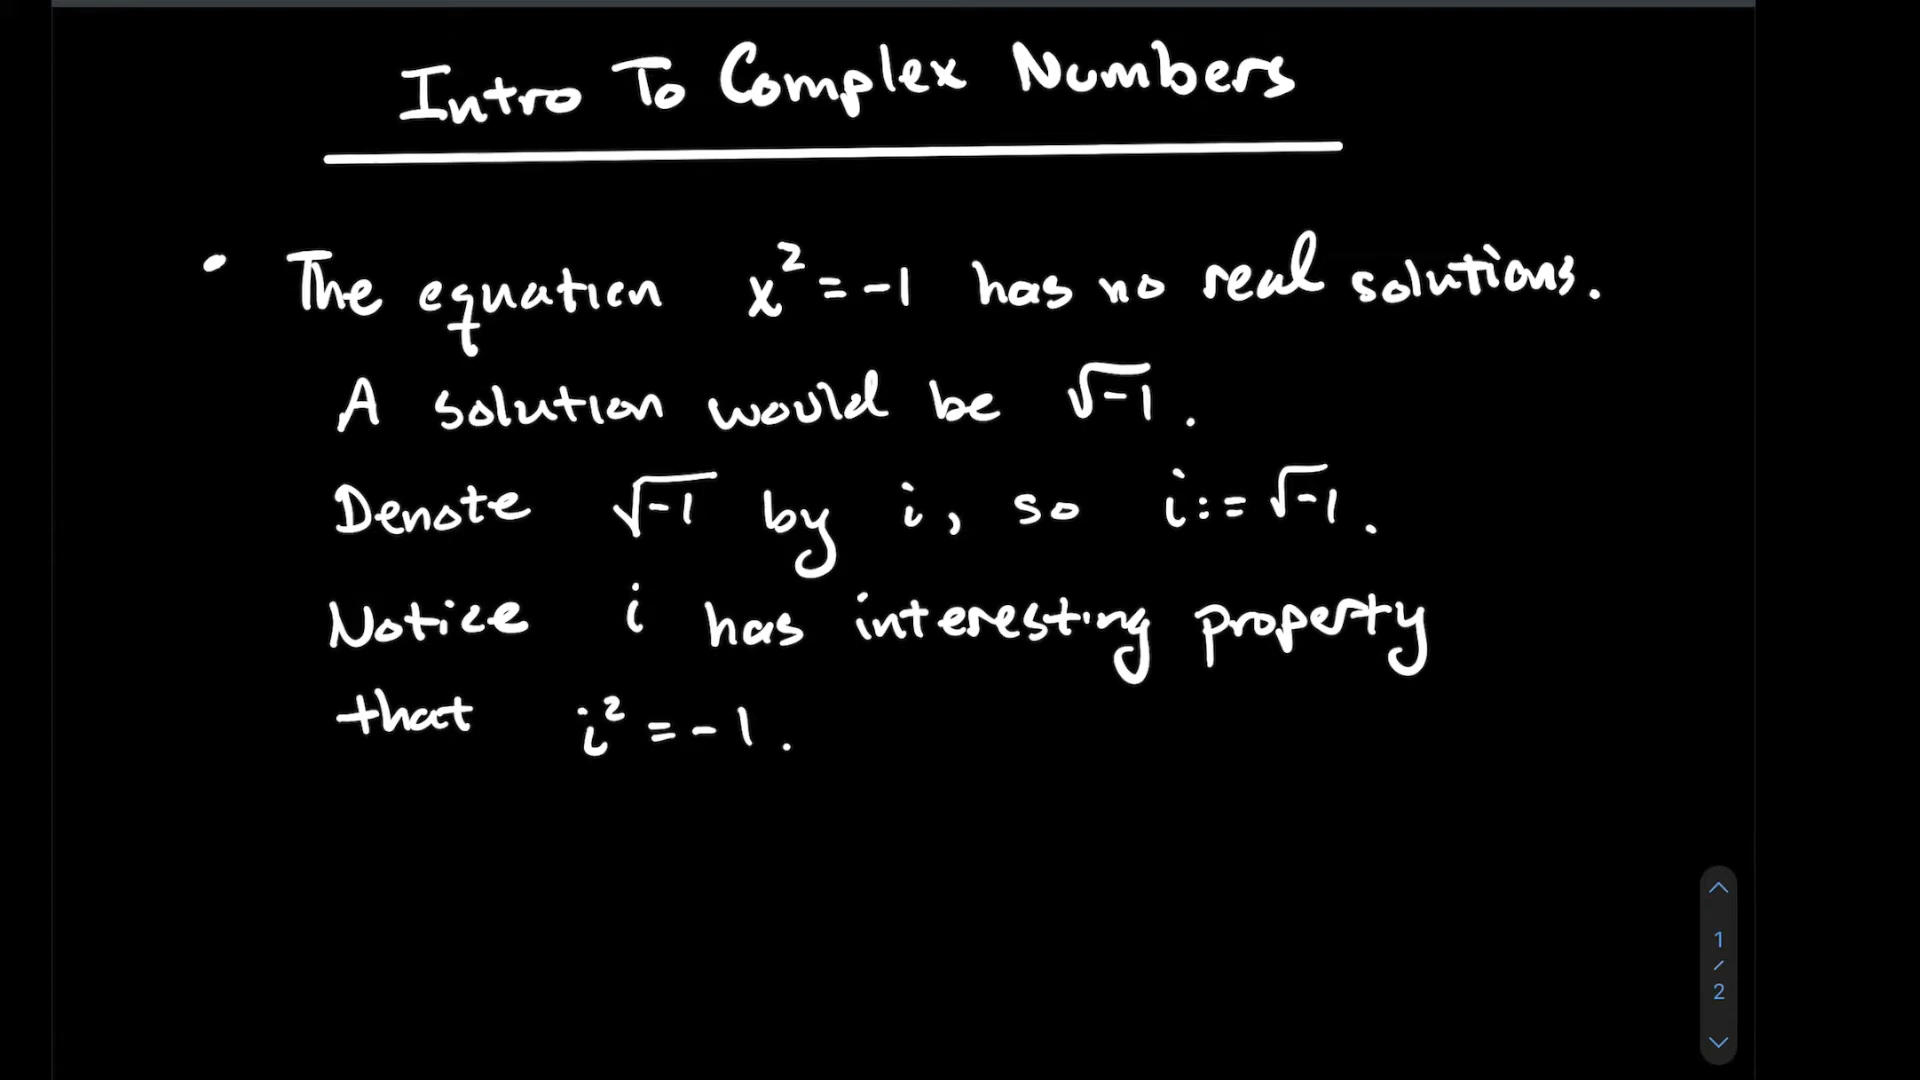 Intro To Complex Numbers
• The equation x² = -1 has no real solutions.
A solution would be √-1.
Denote √-1 by i, so i := √-1.
Notice i has interesting property
that i² = -1.
1
/
2